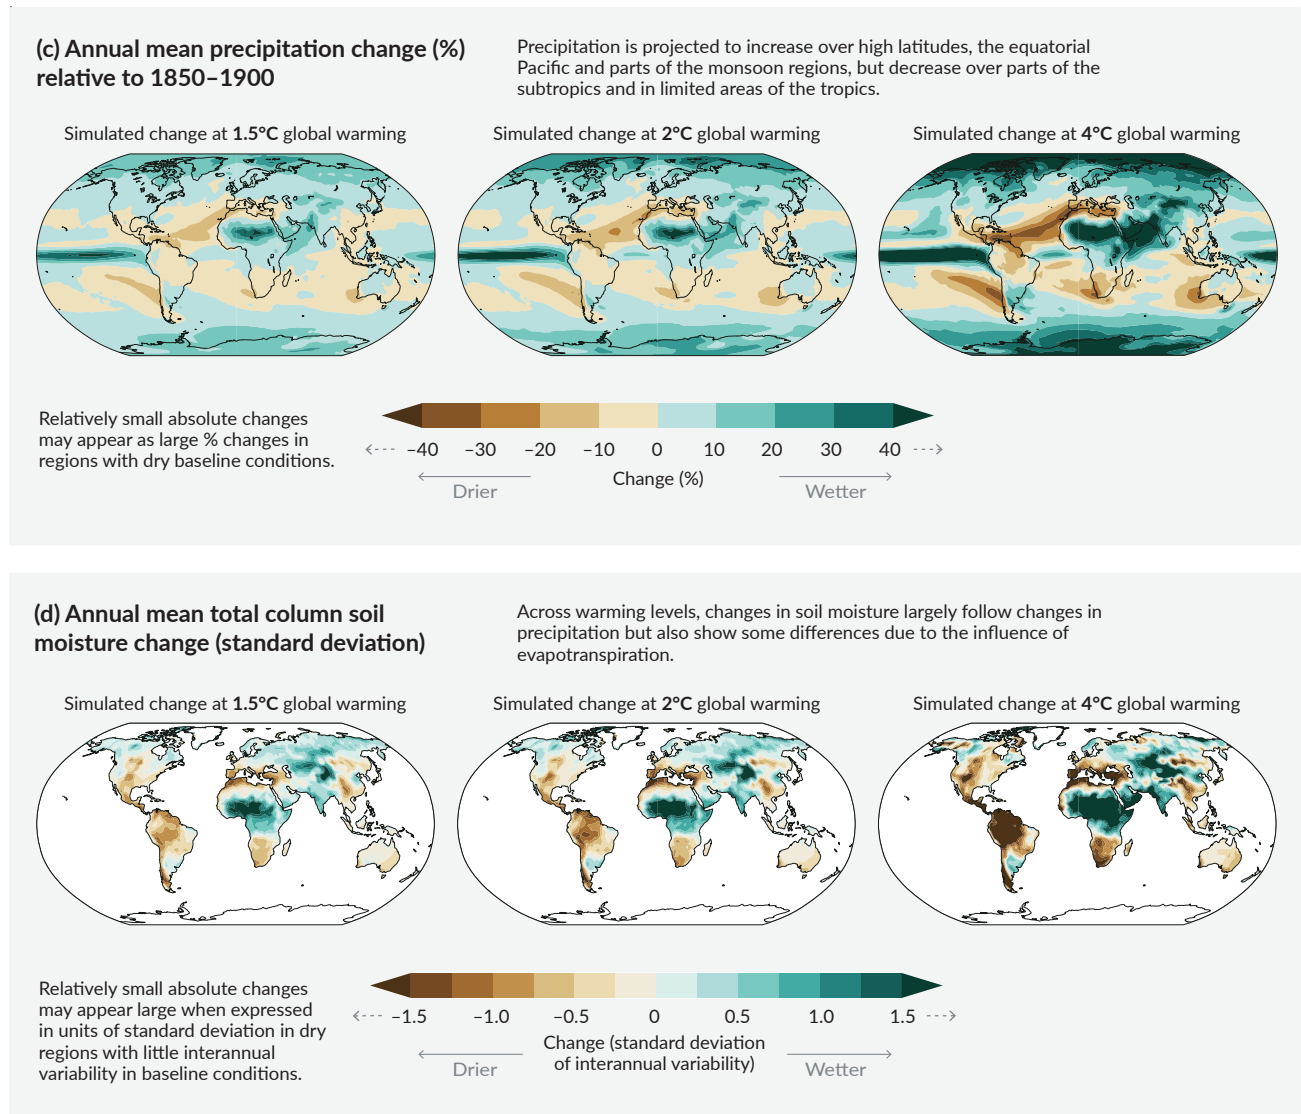 (c) Annual mean precipitation change (%)
relative to 1850–1900
Precipitation is projected to increase over high latitudes, the equatorial
Pacific and parts of the monsoon regions, but decrease over parts of the
subtropics and in limited areas of the tropics.
Simulated change at 1.5°C global warming
Simulated change at 2°C global warming
Simulated change at 4°C global warming
Relatively small absolute changes
may appear as large % changes in
regions with dry baseline conditions.
–40 –30 –20 –10 0 10 20 30 40
Change (%)
Drier
Wetter
(d) Annual mean total column soil
moisture change (standard deviation)
Across warming levels, changes in soil moisture largely follow changes in
precipitation but also show some differences due to the influence of
evapotranspiration.
Simulated change at 1.5°C global warming
Simulated change at 2°C global warming
Simulated change at 4°C global warming
Relatively small absolute changes
may appear large when expressed
in units of standard deviation in dry
regions with little interannual
variability in baseline conditions.
–1.5 –1.0 –0.5 0 0.5 1.0 1.5
Change (standard deviation
of interannual variability)
Drier
Wetter